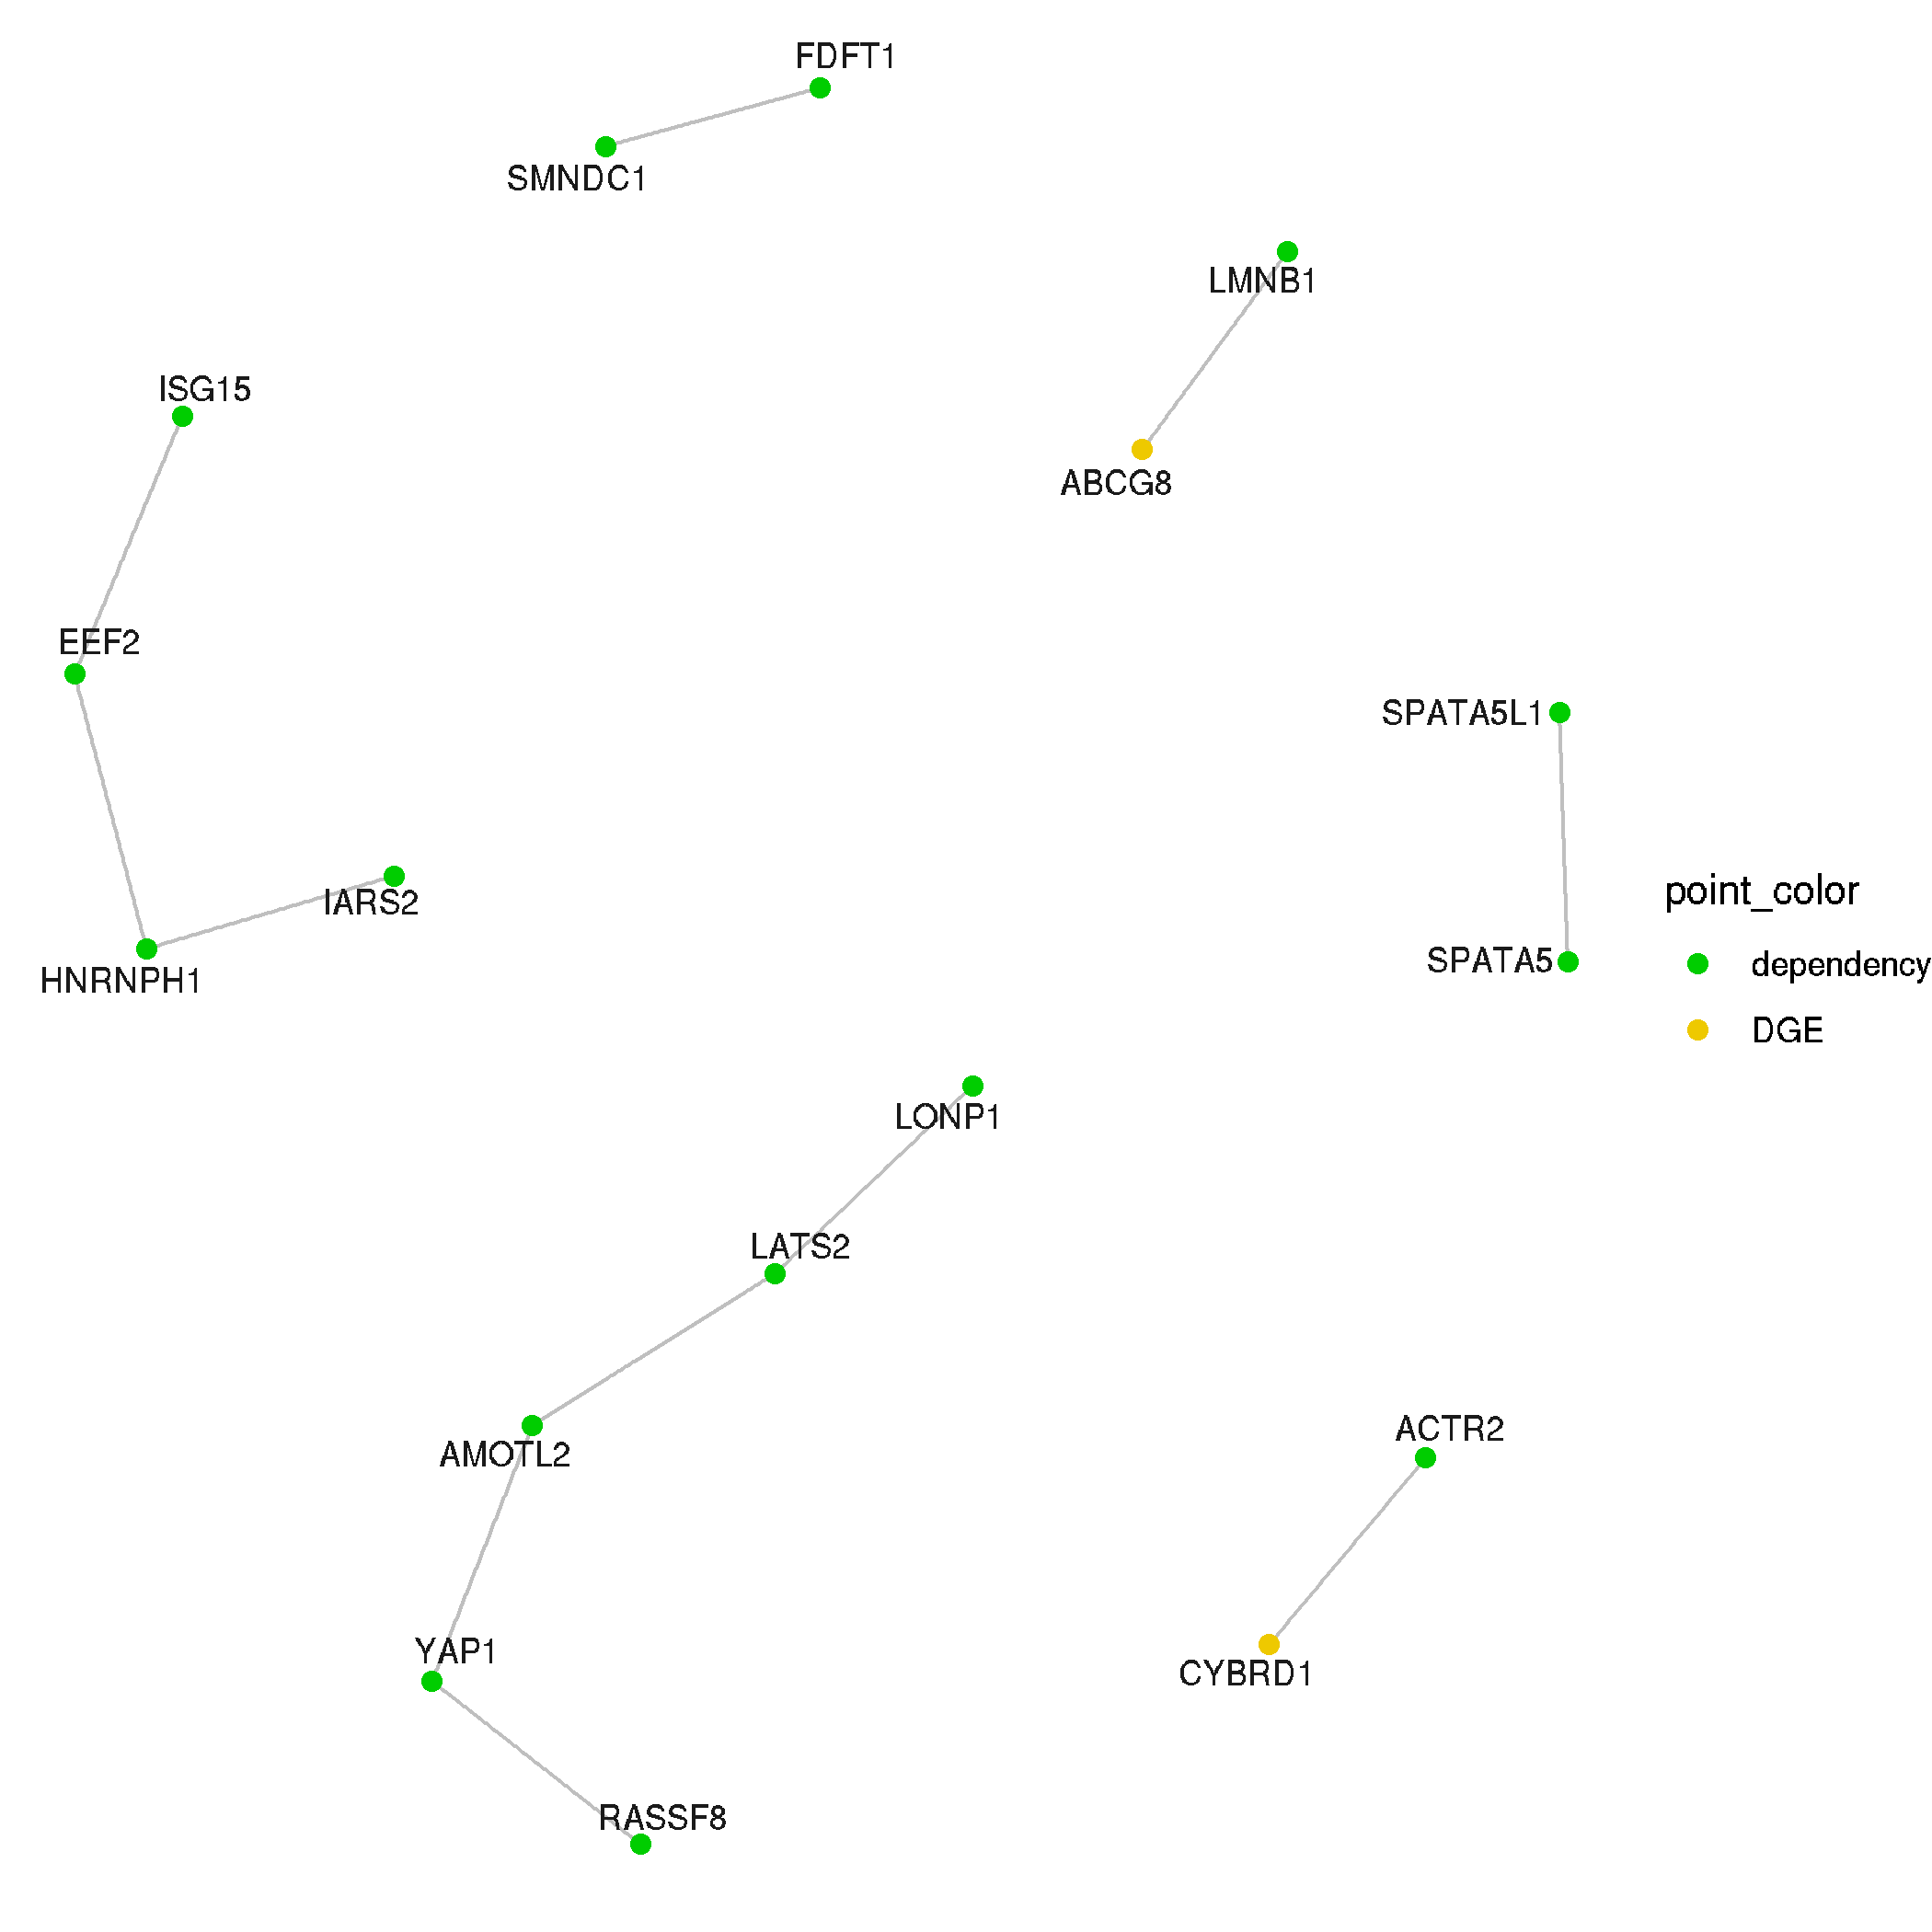 FDFT1
SMNDC1
LMNB1
ISG15
ABCG8
EEF2
SPATA5L1
IARS2
point_color
SPATA5
dependency
HNRNPH1
DGE
LONP1
LATS2
ACTR2
AMOTL2
YAP1
CYBRD1
RASSF8